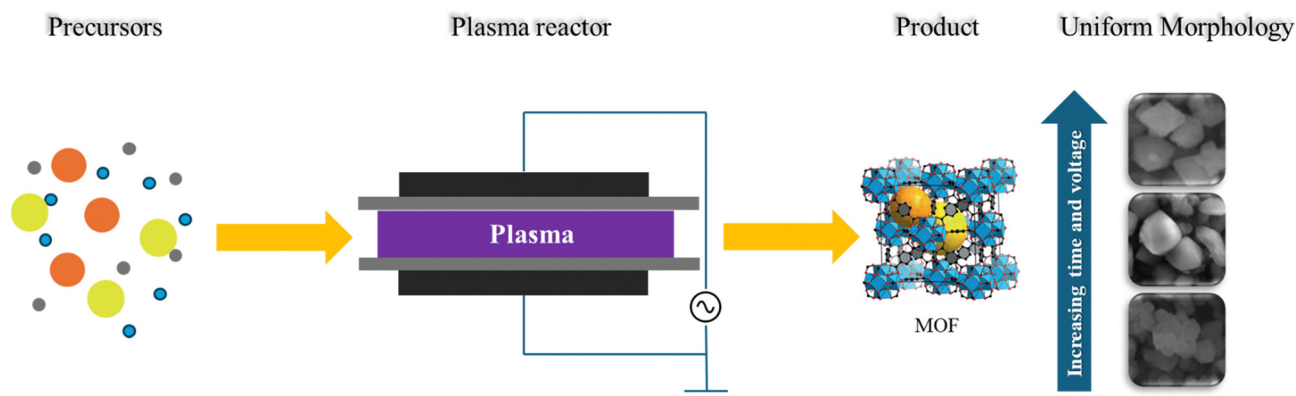 Precursors
Plasma reactor
Product
Uniform Morphology
Plasma
MOF
Increasing time and voltage